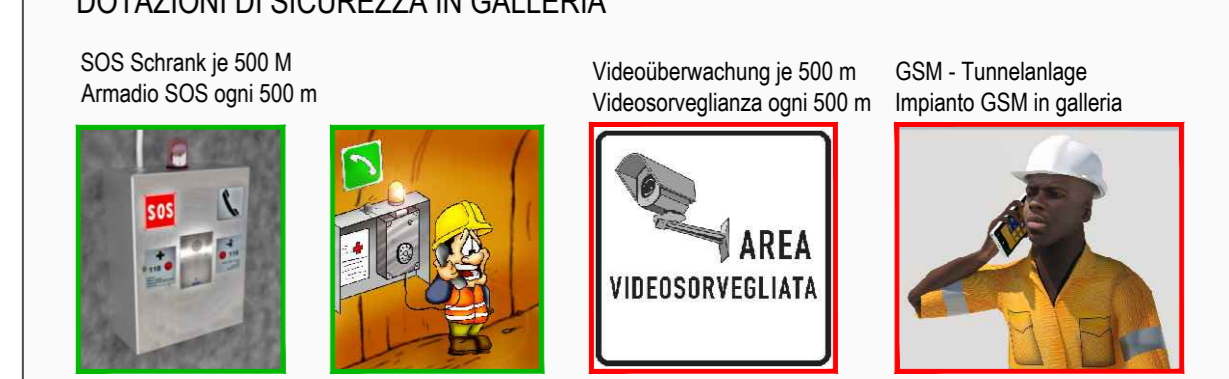 DOTAZIONI DI SICUREZZA IN GALLERIA
SOS Schrank je 500 M
Armadio SOS ogni 500 m
Videoüberwachung je 500 m
Videosorveglianza ogni 500 m
GSM - Tunnelanlage
Impianto GSM in galleria
SOS
118
AREA
VIDEOSORVEGLIATA